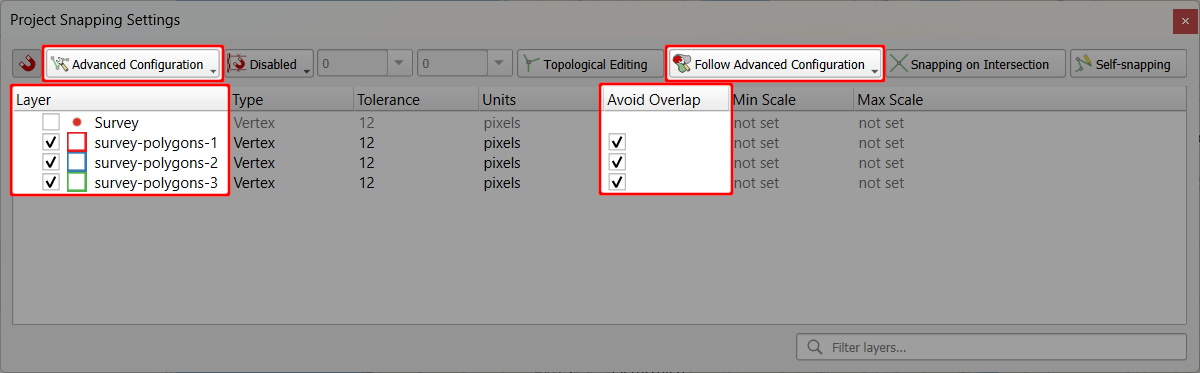 Project Snapping Settings
Advanced Configuration Disabled 0 0 Topological Editing Follow Advanced Configuration Snapping on Intersection Self-snapping
Layer Type Tolerance Units Avoid Overlap Min Scale Max Scale
Survey Vertex 12 pixels not set not set
survey-polygons-1 Vertex 12 pixels not set not set
survey-polygons-2 Vertex 12 pixels not set not set
survey-polygons-3 Vertex 12 pixels not set not set
Filter layers...